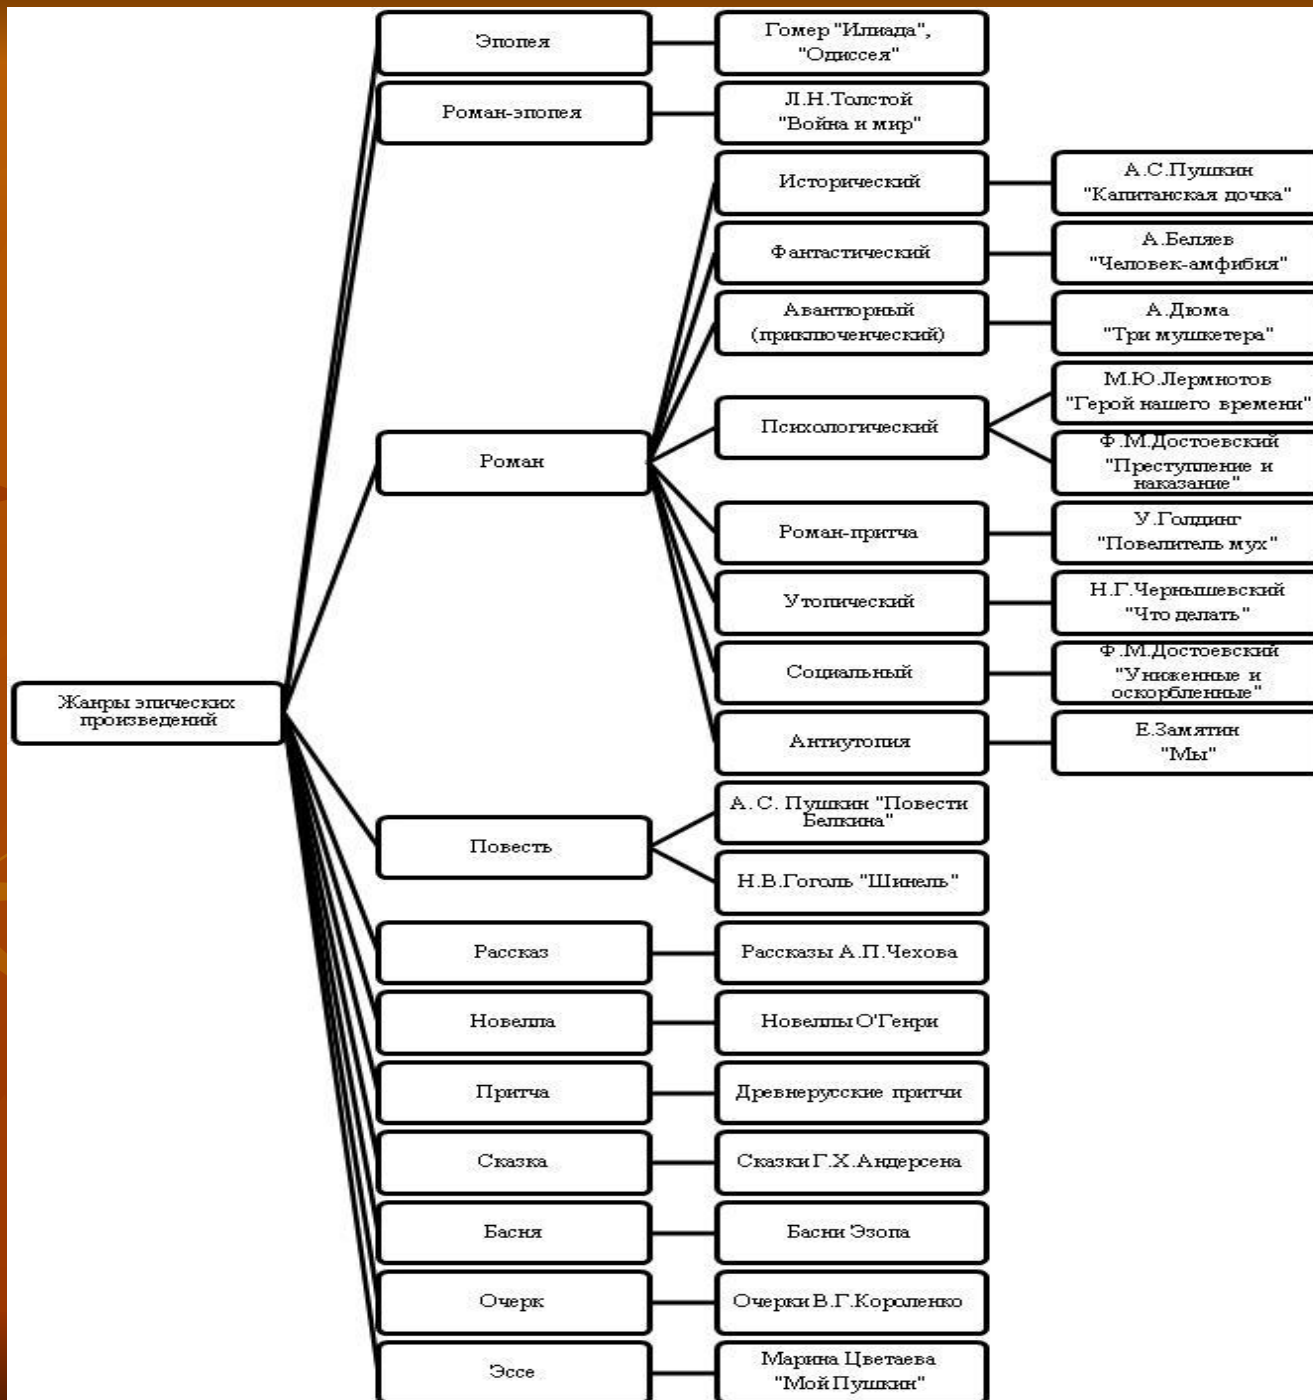 Эпопея
Гомер "Илиада",
"Одиссея"
Роман-эпопея
Л.Н.Толстой
"Война и мир"
Исторический
А.С.Пушкин
"Капитанская дочка"
Фантастический
А.Беляев
"Человек-амфибия"
Авантюрный
(приключенческий)
А.Дюма
"Три мушкетера"
Роман
Психологический
М.Ю.Лермнотов
"Герой нашего времени"
Ф.М.Достоевский
"Преступление и
наказание"
Роман-притча
У.Голдинг
"Повелитель мух"
Утопический
Н.Г.Чернышевский
"Что делать"
Социальный
Ф.М.Достоевский
"Униженные и
оскорбленные"
Жанры эпических
произведений
Антиутопия
Е.Замятин
"Мы"
Повесть
А. С. Пушкин "Повести
Белкина"
Н.В.Гоголь "Шинель"
Рассказ
Рассказы А.П.Чехова
Новелла
Новеллы О'Генри
Притча
Древнерусские притчи
Сказка
Сказки Г.Х.Андерсена
Басня
Басни Эзопа
Очерк
Очерки В.Г.Короленко
Эссе
Марина Цветаева
"Мой Пушкин"